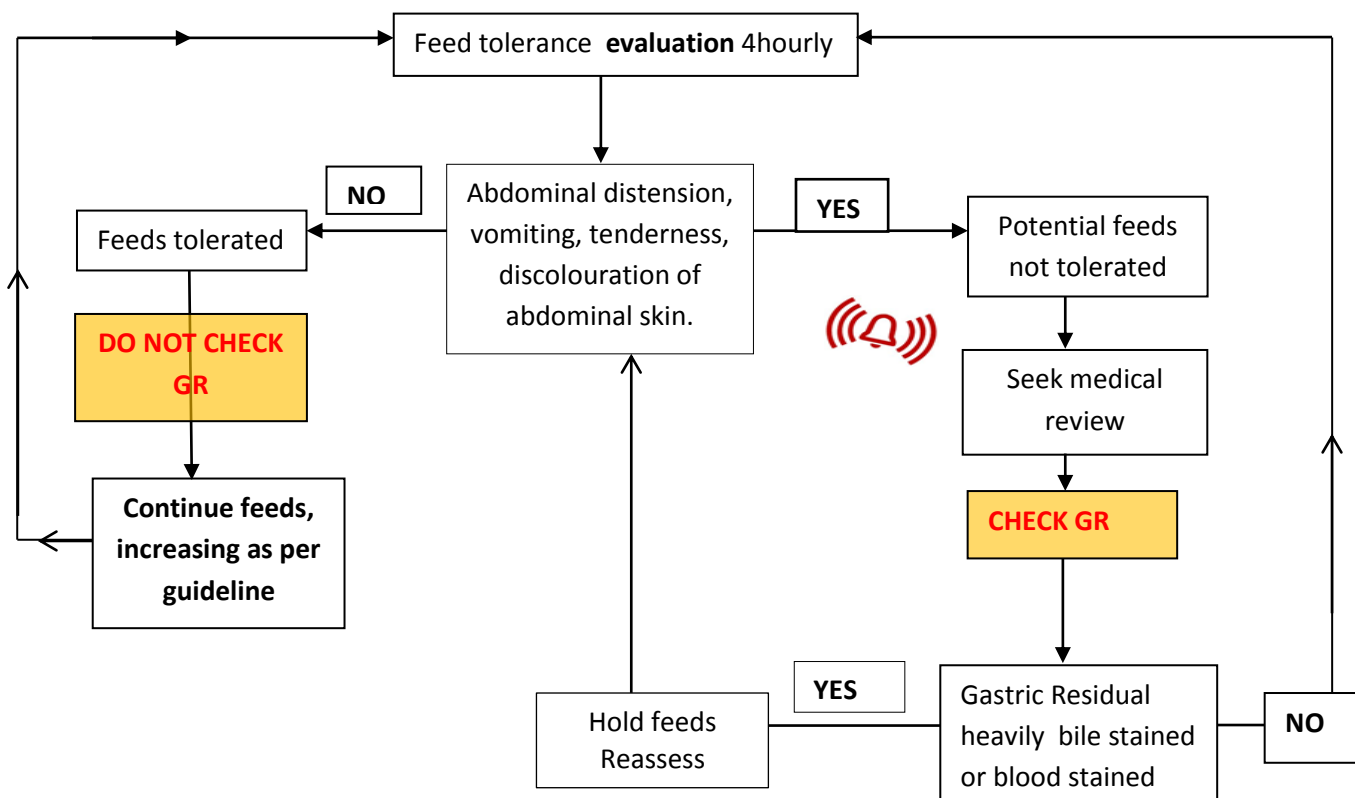 Feed tolerance evaluation 4hourly
NO
Abdominal distension,
vomiting, tenderness,
discolouration of
abdominal skin.
YES
Feeds tolerated
Potential feeds
not tolerated
DO NOT CHECK
GR
Seek medical
review
Continue feeds,
increasing as per
guideline
CHECK GR
YES
Hold feeds
Reassess
Gastric Residual
heavily bile stained
or blood stained
NO